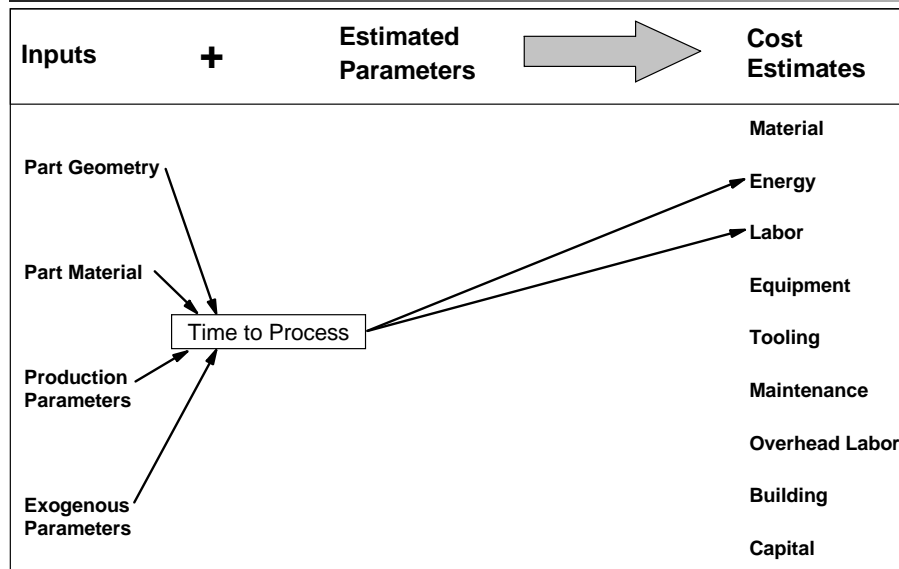 Inputs
+
Estimated
Parameters
Cost
Estimates
Part Geometry
Part Material
Production
Parameters
Exogenous
Parameters
Time to Process
Material
Energy
Labor
Equipment
Tooling
Maintenance
Overhead Labor
Building
Capital